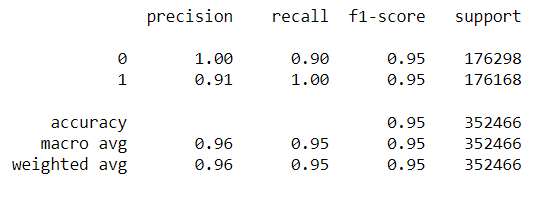 precision recall f1-score support
0 1.00 0.90 0.95 176298
1 0.91 1.00 0.95 176168
accuracy 0.95 352466
macro avg 0.96 0.95 0.95 352466
weighted avg 0.96 0.95 0.95 352466